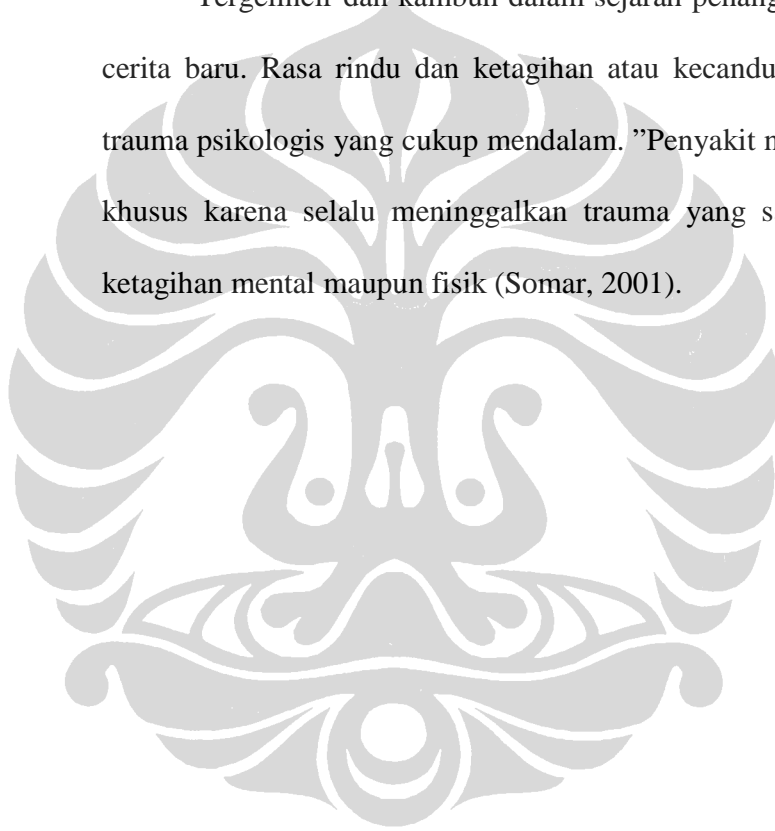 Tergelincir dan kambuh dalam sejarah penang
cerita baru. Rasa rindu dan ketagihan atau kecandu
trauma psikologis yang cukup mendalam. ”Penyakit
khusus karena selalu meninggalkan trauma yang s
ketagihan mental maupun fisik (Somar, 2001).